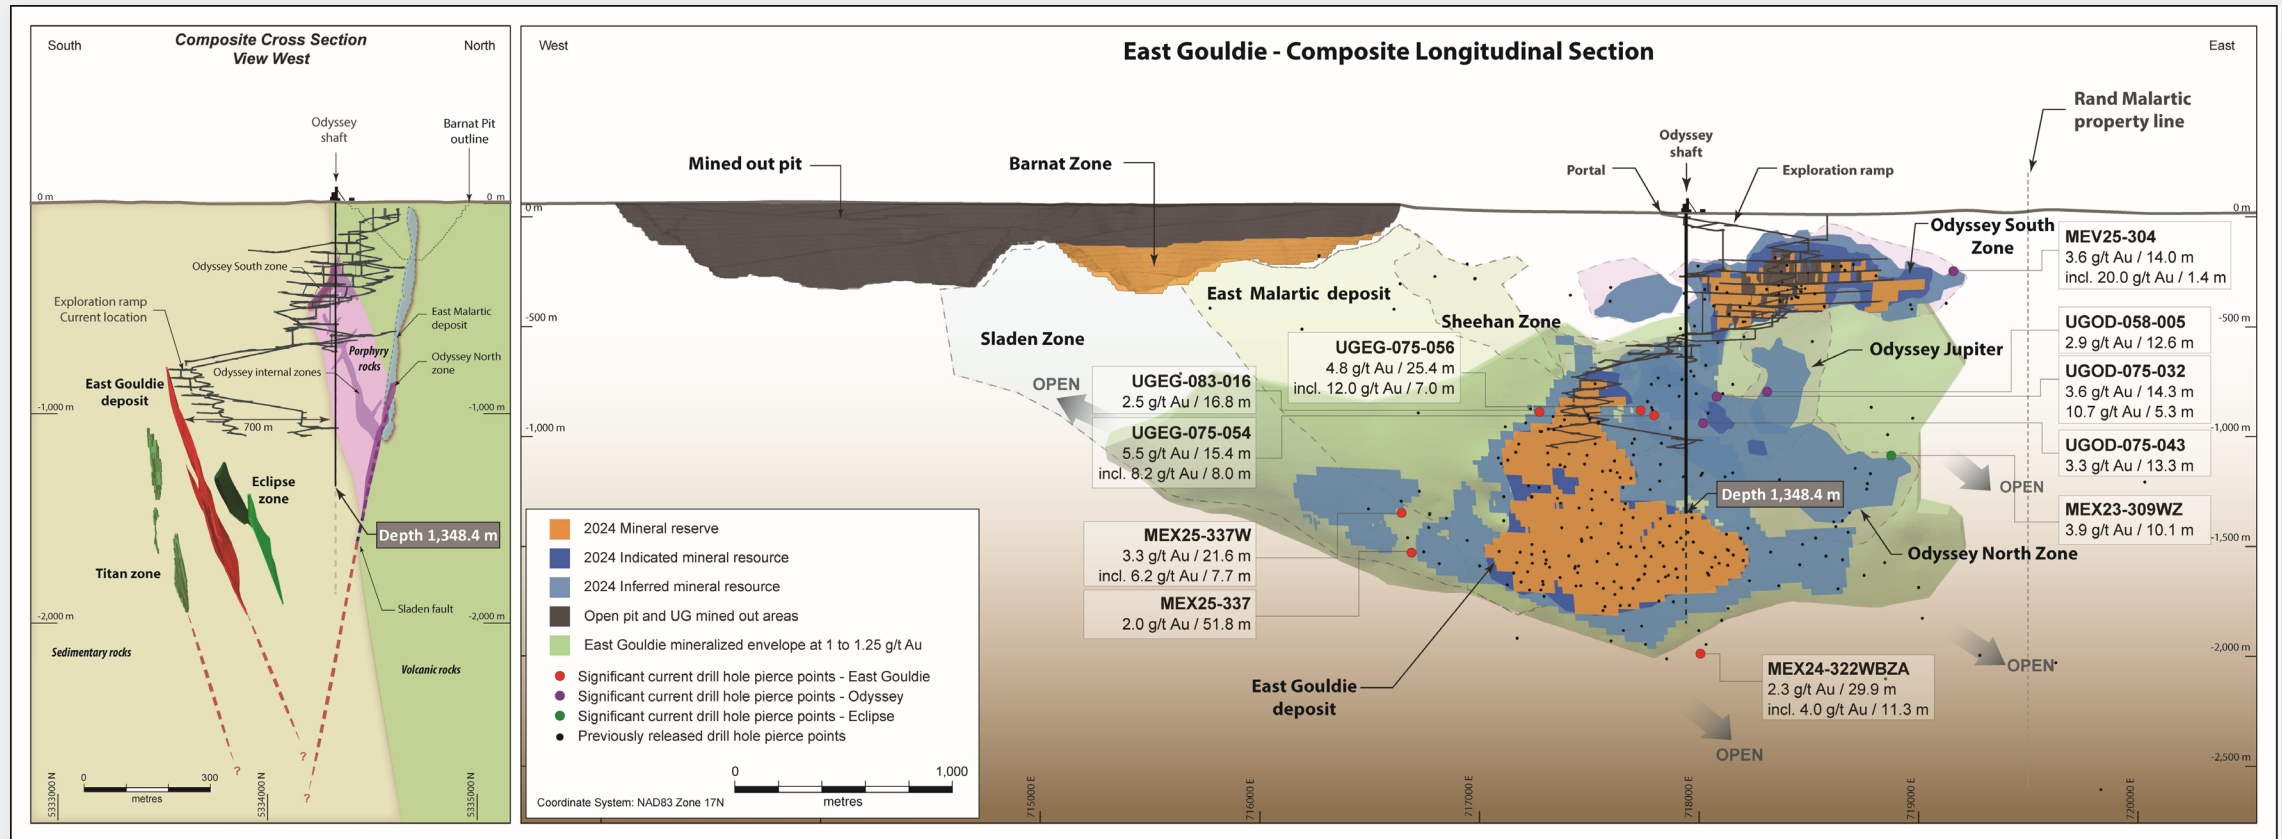 South
Composite Cross Section
View West
North
Odyssey
shaft
Barnat Pit
outline
0 m
0 m
Odyssey South zone
Exploration ramp
Current location
East Malartic
deposit
Porphyry
rocks
Odyssey North
zone
Odyssey internal zones
East Gouldie
deposit
-1,000 m
-1,000 m
700 m
Eclipse
zone
Depth 1,348.4 m
Titan zone
Sladen fault
-2,000 m
-2,000 m
Sedimentary rocks
Volcanic rocks
?
?
?
0
300
metres
5333000 N
5334000 N
5335000 N
West
East Gouldie - Composite Longitudinal Section
East
Rand Malartic
property line
Mined out pit
Barnat Zone
Odyssey
shaft
Portal
Exploration ramp
0 m
0 m
Odyssey South
Zone
MEV25-304
3.6 g/t Au / 14.0 m
incl. 20.0 g/t Au / 1.4 m
East Malartic deposit
Sheehan Zone
Sladen Zone
-500 m
-500 m
UGOD-058-005
2.9 g/t Au / 12.6 m
Odyssey Jupiter
UGEG-075-056
4.8 g/t Au / 25.4 m
incl. 12.0 g/t Au / 7.0 m
UGOD-075-032
3.6 g/t Au / 14.3 m
10.7 g/t Au / 5.3 m
OPEN
UGEG-083-016
2.5 g/t Au / 16.8 m
-1,000 m
-1,000 m
UGEG-075-054
5.5 g/t Au / 15.4 m
incl. 8.2 g/t Au / 8.0 m
UGOD-075-043
3.3 g/t Au / 13.3 m
OPEN
Depth 1,348.4 m
MEX23-309WZ
3.9 g/t Au / 10.1 m
MEX25-337W
3.3 g/t Au / 21.6 m
incl. 6.2 g/t Au / 7.7 m
-1,500 m
Odyssey North Zone
MEX25-337
2.0 g/t Au / 51.8 m
-2,000 m
OPEN
MEX24-322WBZA
2.3 g/t Au / 29.9 m
incl. 4.0 g/t Au / 11.3 m
East Gouldie
deposit
OPEN
-2,500 m
2024 Mineral reserve
2024 Indicated mineral resource
2024 Inferred mineral resource
Open pit and UG mined out areas
East Gouldie mineralized envelope at 1 to 1.25 g/t Au
Significant current drill hole pierce points - East Gouldie
Significant current drill hole pierce points - Odyssey
Significant current drill hole pierce points - Eclipse
Previously released drill hole pierce points
0
1,000
metres
Coordinate System: NAD83 Zone 17N
715000 E
716000 E
717000 E
718000 E
719000 E
720000 E